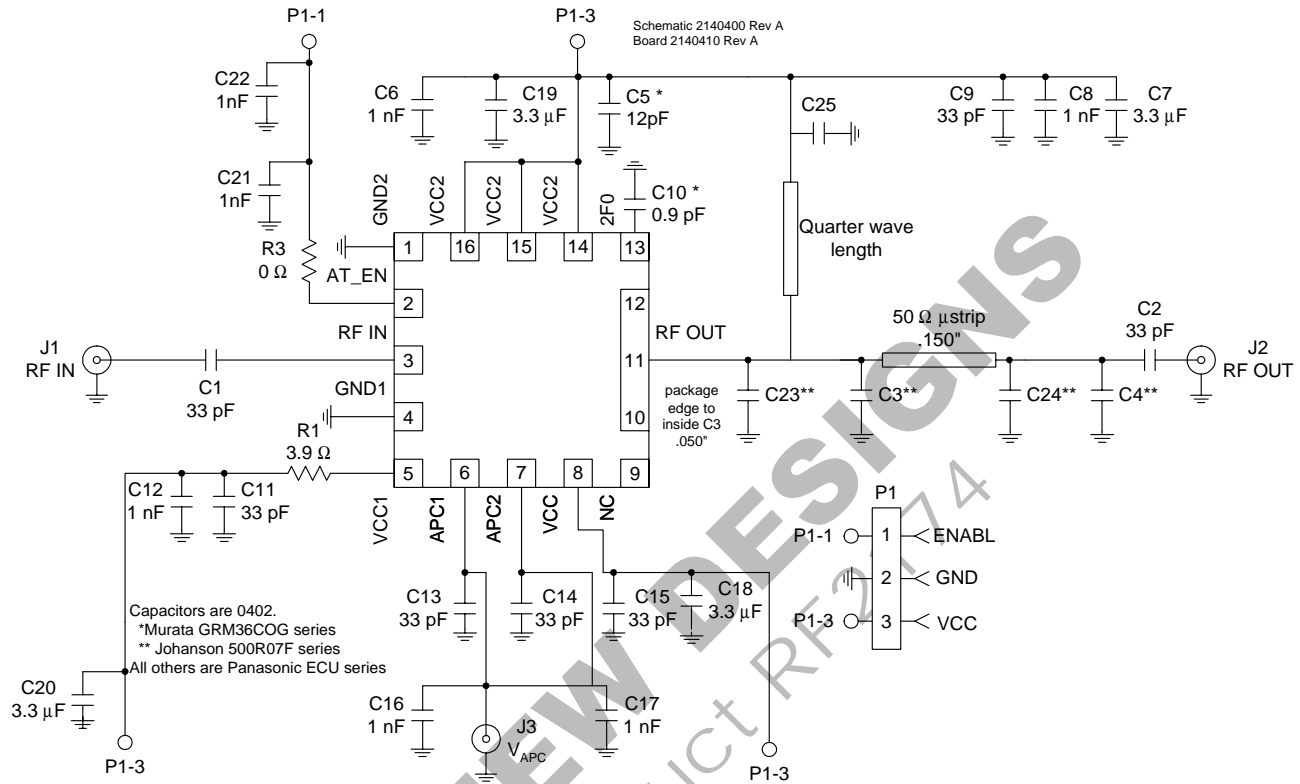 P1-1
P1-3
Schematic 2140400 Rev A
Board 2140410 Rev A
C22
1nF
C6
1 nF
C19
3.3 µF
C5 *
12pF
C25
C9
33 pF
C8
1 nF
C7
3.3 µF
C21
1nF
GND2
VCC2
VCC2
VCC2
2F0
C10 *
0.9 pF
R3
0 Ω
AT_EN
1
16
15
14
13
Quarter wave
length
2
12
RF IN
RF OUT
50 Ω µstrip
.150"
C2
33 pF
J1
RF IN
3
11
J2
RF OUT
C1
33 pF
GND1
package
edge to
inside C3
.050"
C23**
C3**
C24**
C4**
4
10
R1
3.9 Ω
5
6
7
8
9
C12
1 nF
C11
33 pF
VCC1
APC1
APC2
VCC
NC
P1
P1-1
1
ENABL
2
GND
P1-3
3
VCC
C13
33 pF
C14
33 pF
C15
33 pF
C18
3.3 µF
Capacitors are 0402.
*Murata GRM36COG series
** Johanson 500R07F series
All others are Panasonic ECU series
C20
3.3 µF
C16
1 nF
J3
VAPC
C17
1 nF
P1-3
P1-3
EW DESIGNS
uct RF2174